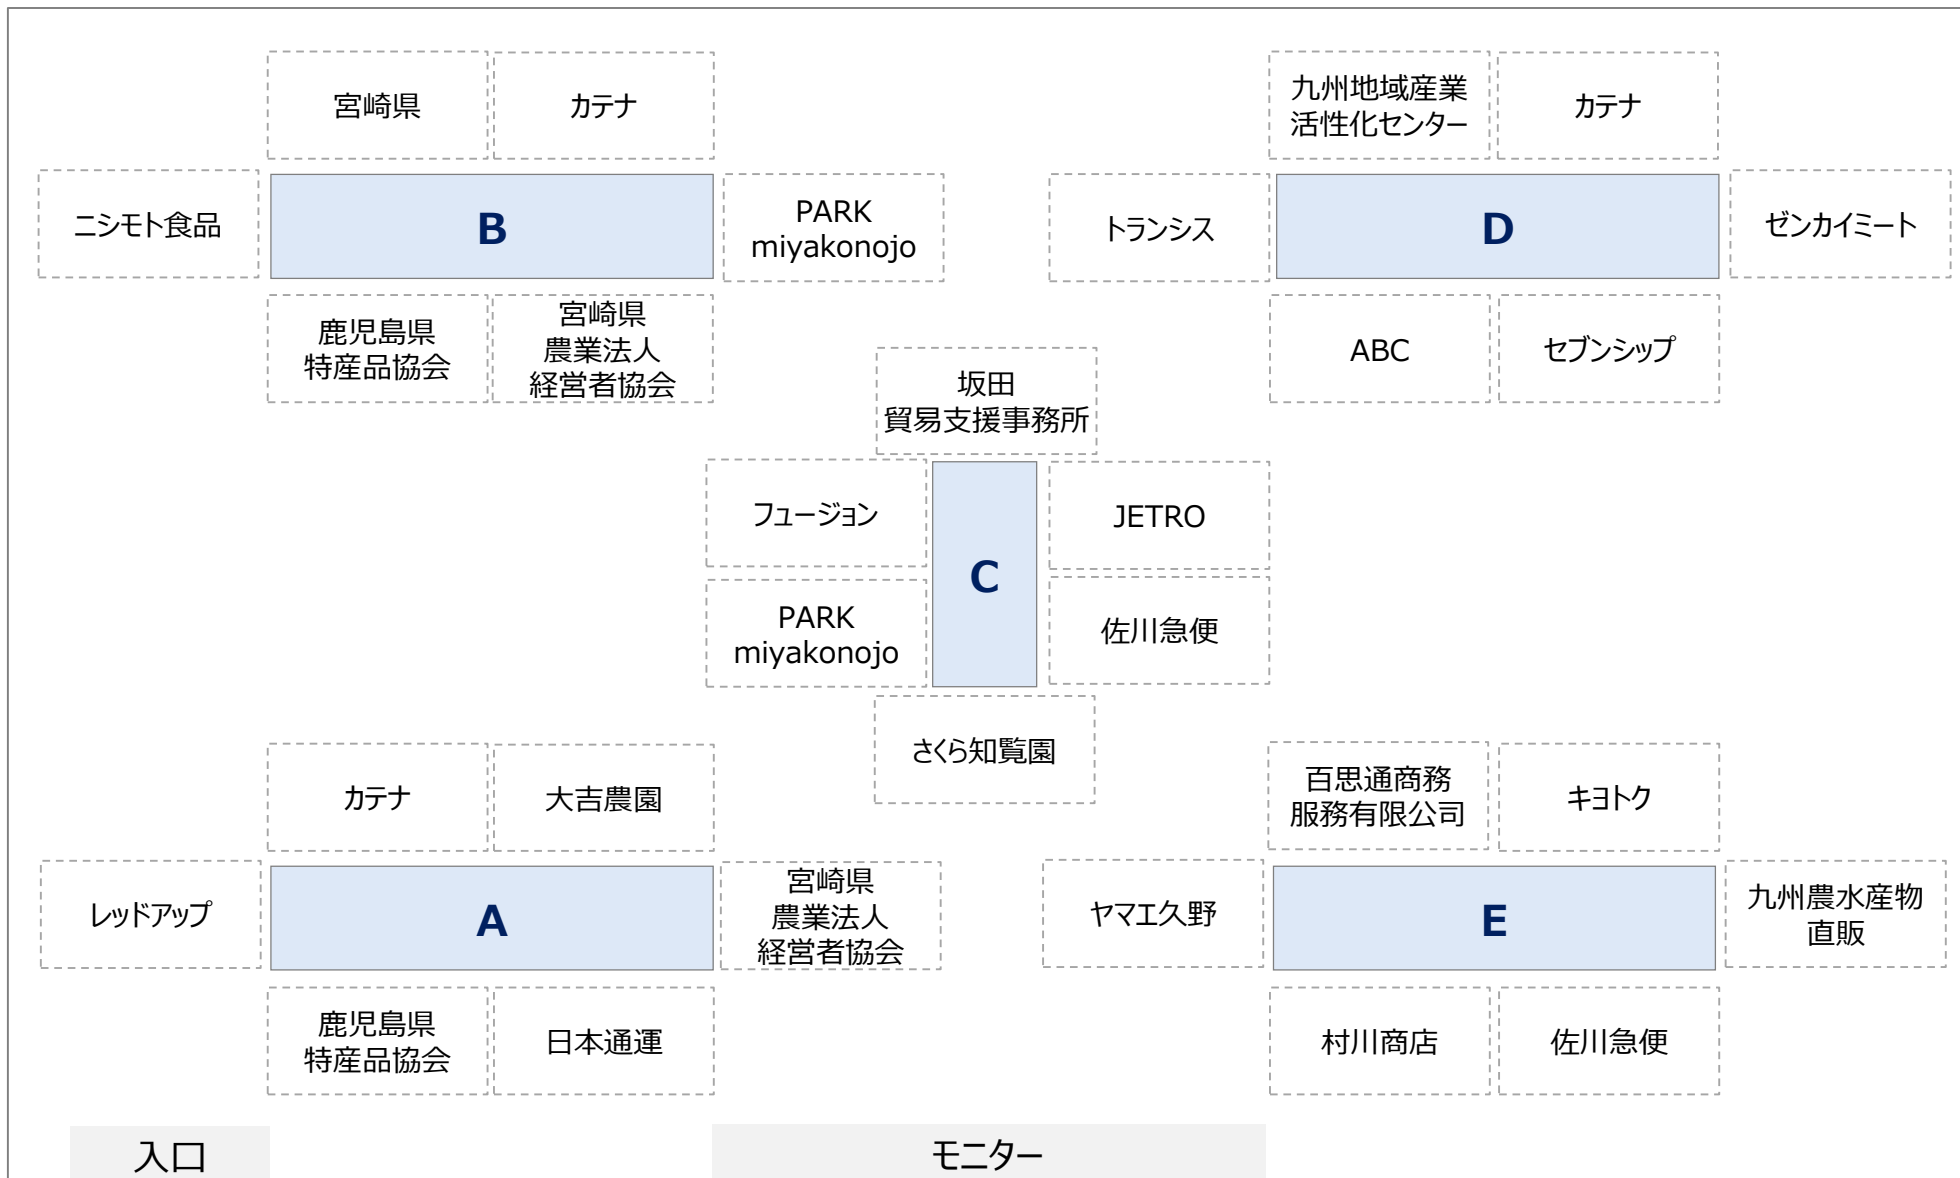 宮崎県
カテナ
ニシモト食品
B
PARK
miyakonojo
鹿児島県
特産品協会
宮崎県
農業法人
経営者協会
九州地域産業
活性化センター
カテナ
トランシス
D
ゼンカイミート
ABC
セブンシップ
坂田
貿易支援事務所
フュージョン
JETRO
C
PARK
miyakonojo
佐川急便
さくら知覧園
カテナ
大吉農園
レッドアップ
A
宮崎県
農業法人
経営者協会
鹿児島県
特産品協会
日本通運
百思通商務
服務有限公司
キヨトク
ヤマエ久野
E
九州農水産物
直販
村川商店
佐川急便
入口
モニター